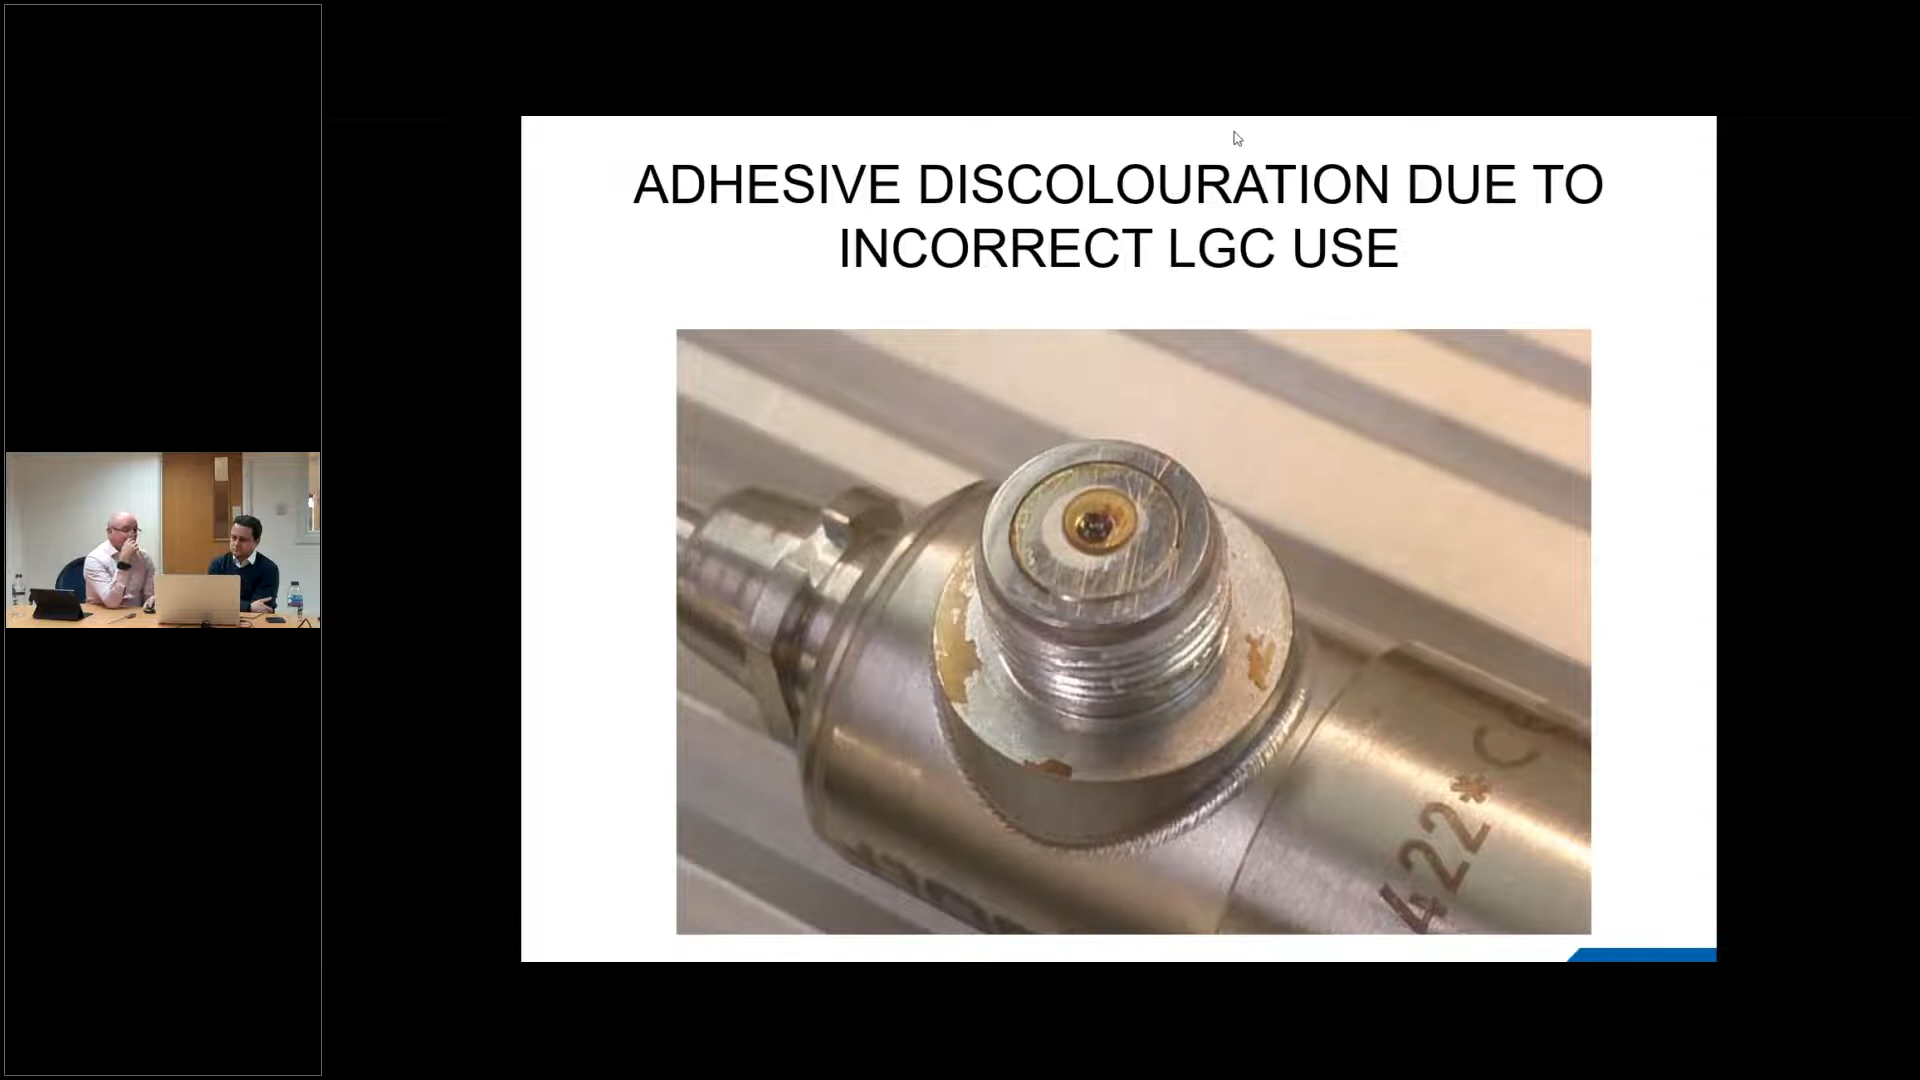 ADHESIVE DISCOLOURATION DUE TO
INCORRECT LGC USE
422*